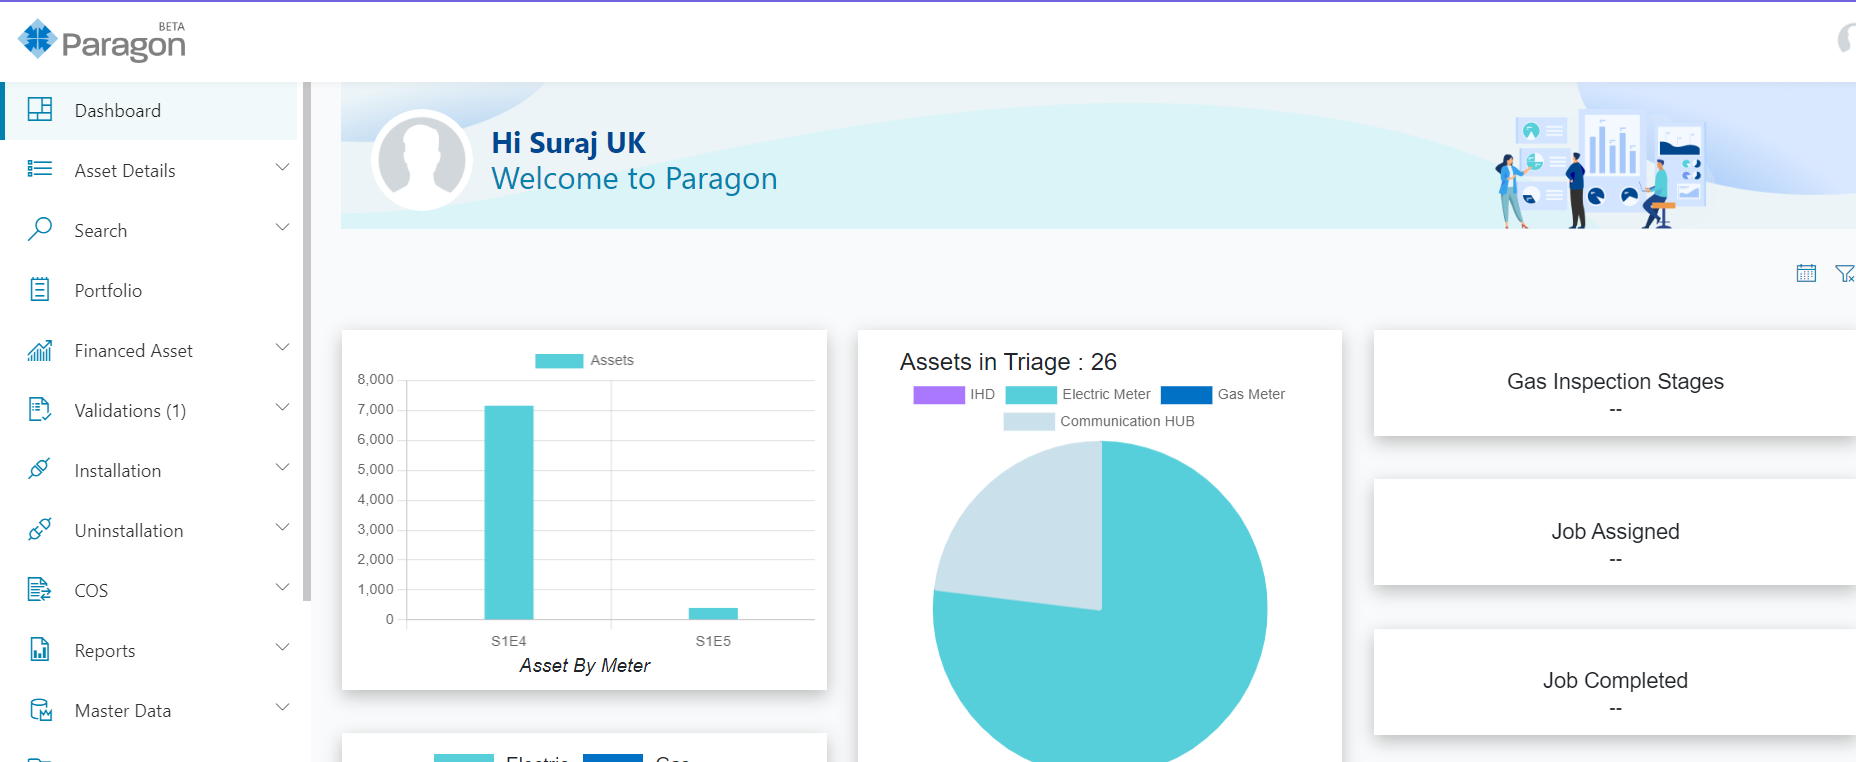 BETA
Paragon
Dashboard
Asset Details
Search
Portfolio
Financed Asset
Validations (1)
Installation
Uninstallation
COS
Reports
Master Data
Hi Suraj UK
Welcome to Paragon
Assets
8,000
7,000
6,000
5,000
4,000
3,000
2,000
1,000
0
S1E4 S1E5
Asset By Meter
Electric Gas
Assets in Triage : 26
IHD Electric Meter Gas Meter
Communication HUB
Gas Inspection Stages
--
Job Assigned
--
Job Completed
--